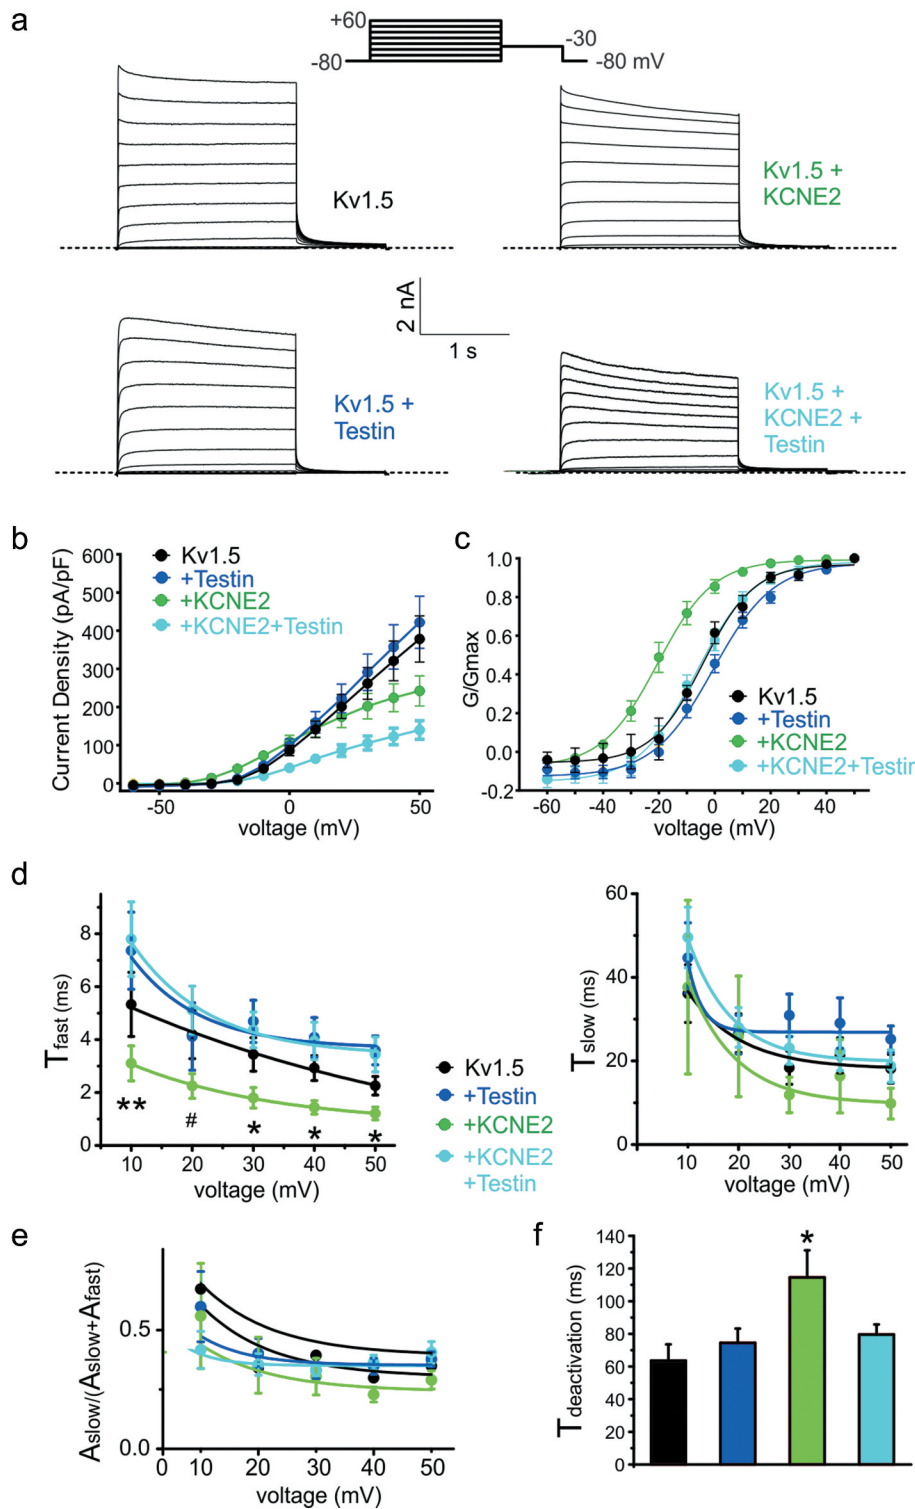 a
+60
-80
-30
-80 mV
Kv1.5
Kv1.5 +
KCNE2
2 nA
1 s
Kv1.5 +
Testin
Kv1.5 +
KCNE2 +
Testin
b
600
500
400
300
200
100
0
-50
0
50
Current Density (pA/pF)
voltage (mV)
Kv1.5
+Testin
+KCNE2
+KCNE2+Testin
c
1.0
0.8
0.6
0.4
0.0
-0.2
-60
-40
-20
0
20
40
G/Gmax
voltage (mV)
Kv1.5
+Testin
+KCNE2
+KCNE2+Testin
d
8
6
4
2
0
10
20
30
40
50
Tfast (ms)
voltage (mV)
**
#
*
*
*
Kv1.5
+Testin
+KCNE2
+KCNE2
+Testin
60
40
20
0
10
20
30
40
50
Tslow (ms)
voltage (mV)
e
0.5
0.0
0
10
20
30
40
50
Aslow/(Aslow+Afast)
voltage (mV)
f
140
120
100
80
60
40
20
0
T deactivation (ms)
*